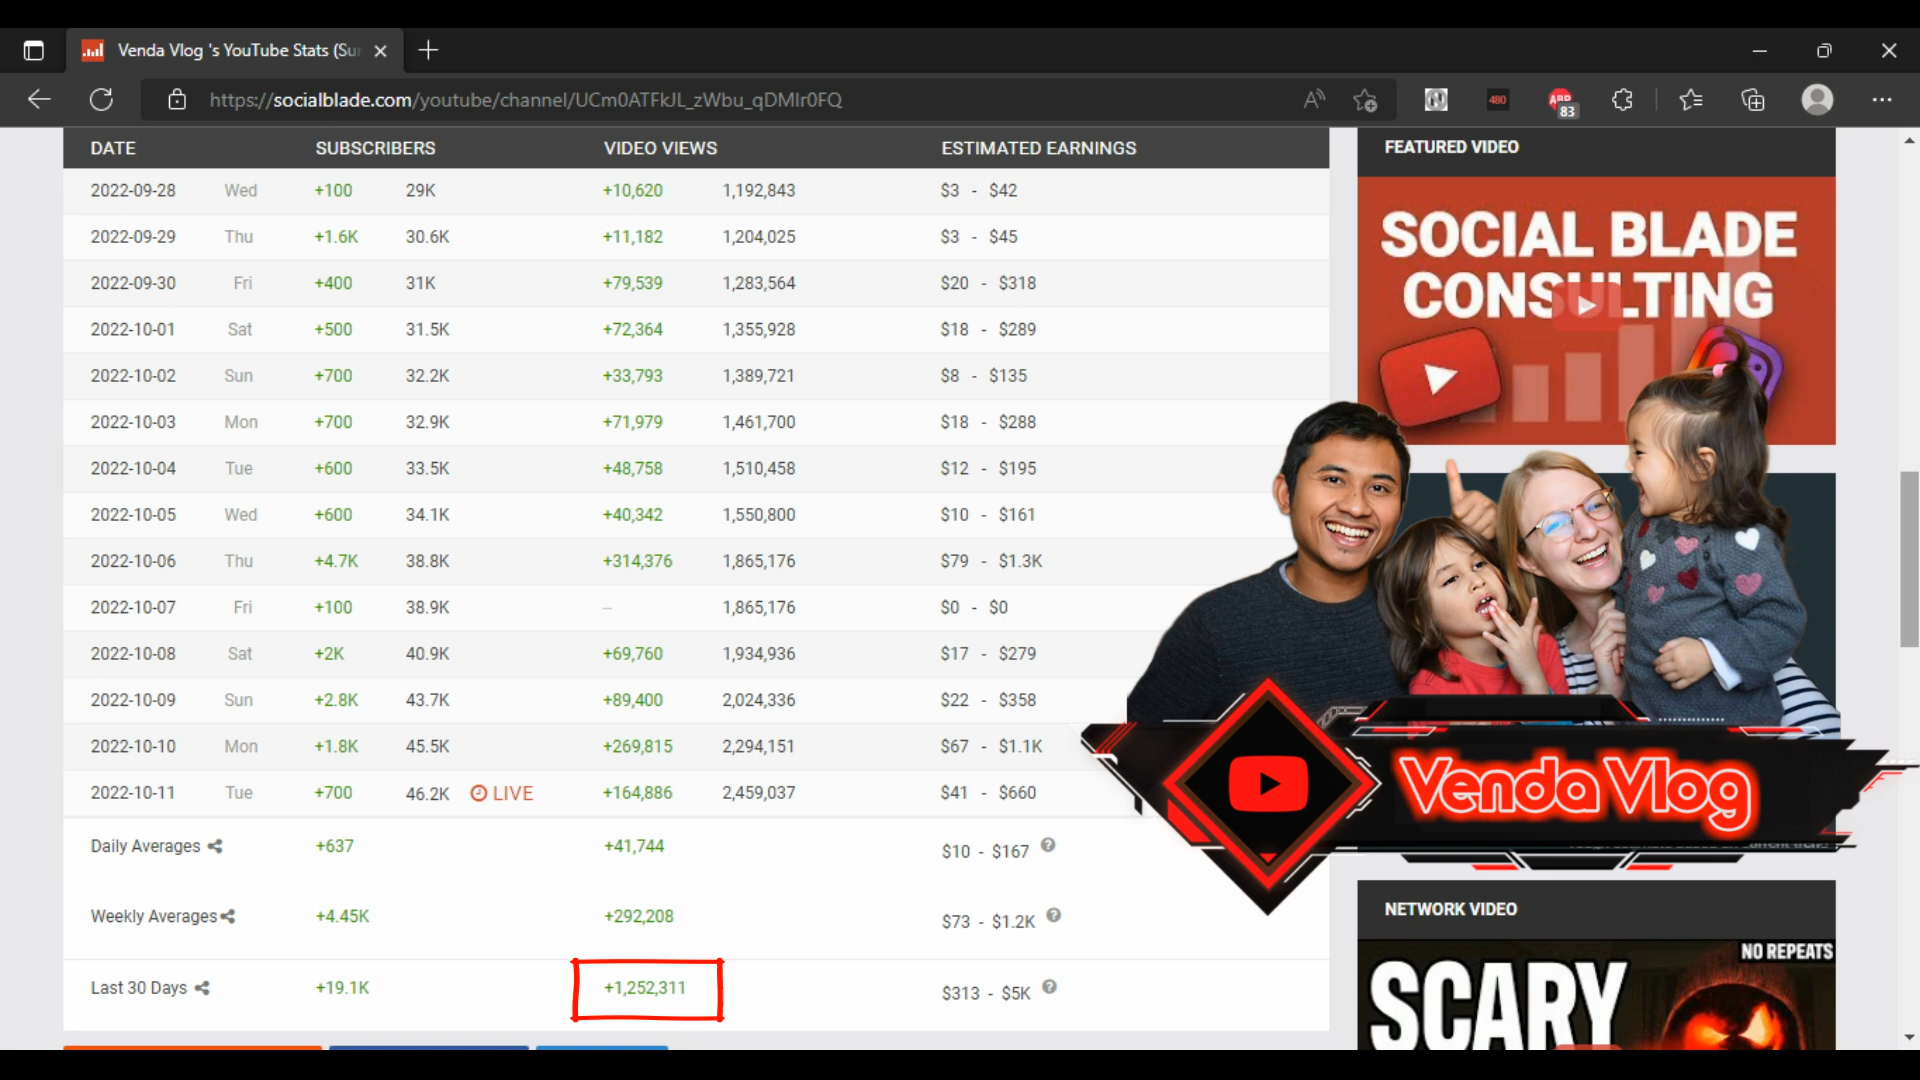 Venda Vlog 's YouTube Stats (Su
https://socialblade.com/youtube/channel/UCm0ATFkJL_zWbu_qDMIr0FQ
480
ABP
83
DATE SUBSCRIBERS VIDEO VIEWS ESTIMATED EARNINGS
2022-09-28 Wed +100 29K +10,620 1,192,843 $3 - $42
2022-09-29 Thu +1.6K 30.6K +11,182 1,204,025 $3 - $45
2022-09-30 Fri +400 31K +79,539 1,283,564 $20 - $318
2022-10-01 Sat +500 31.5K +72,364 1,355,928 $18 - $289
2022-10-02 Sun +700 32.2K +33,793 1,389,721 $8 - $135
2022-10-03 Mon +700 32.9K +71,979 1,461,700 $18 - $288
2022-10-04 Tue +600 33.5K +48,758 1,510,458 $12 - $195
2022-10-05 Wed +600 34.1K +40,342 1,550,800 $10 - $161
2022-10-06 Thu +4.7K 38.8K +314,376 1,865,176 $79 - $1.3K
2022-10-07 Fri +100 38.9K -- 1,865,176 $0 - $0
2022-10-08 Sat +2K 40.9K +69,760 1,934,936 $17 - $279
2022-10-09 Sun +2.8K 43.7K +89,400 2,024,336 $22 - $358
2022-10-10 Mon +1.8K 45.5K +269,815 2,294,151 $67 - $1.1K
2022-10-11 Tue +700 46.2K LIVE +164,886 2,459,037 $41 - $660
Daily Averages +637 +41,744 $10 - $167
Weekly Averages +4.45K +292,208 $73 - $1.2K
Last 30 Days +19.1K +1,252,311 $313 - $5K
FEATURED VIDEO
SOCIAL BLADE
CONSULTING
Venda Vlog
NETWORK VIDEO
NO REPEATS
SCARY